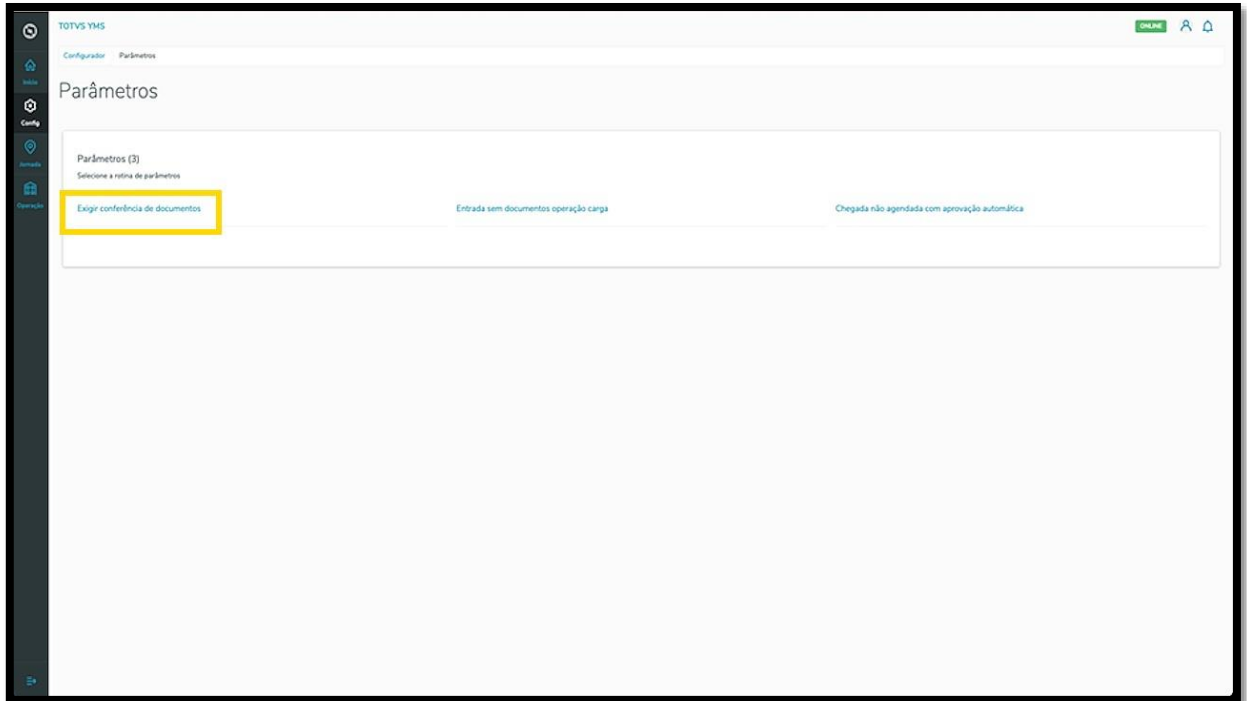 TOTVS YMS
ONLINE
Configurador Parâmetros
Início
Parâmetros
Config
Jornada
Parâmetros (3)
Selecione a rotina de parâmetros
Operação
Exigir conferência de documentos
Entrada sem documentos operação carga
Chegada não agendada com aprovação automática